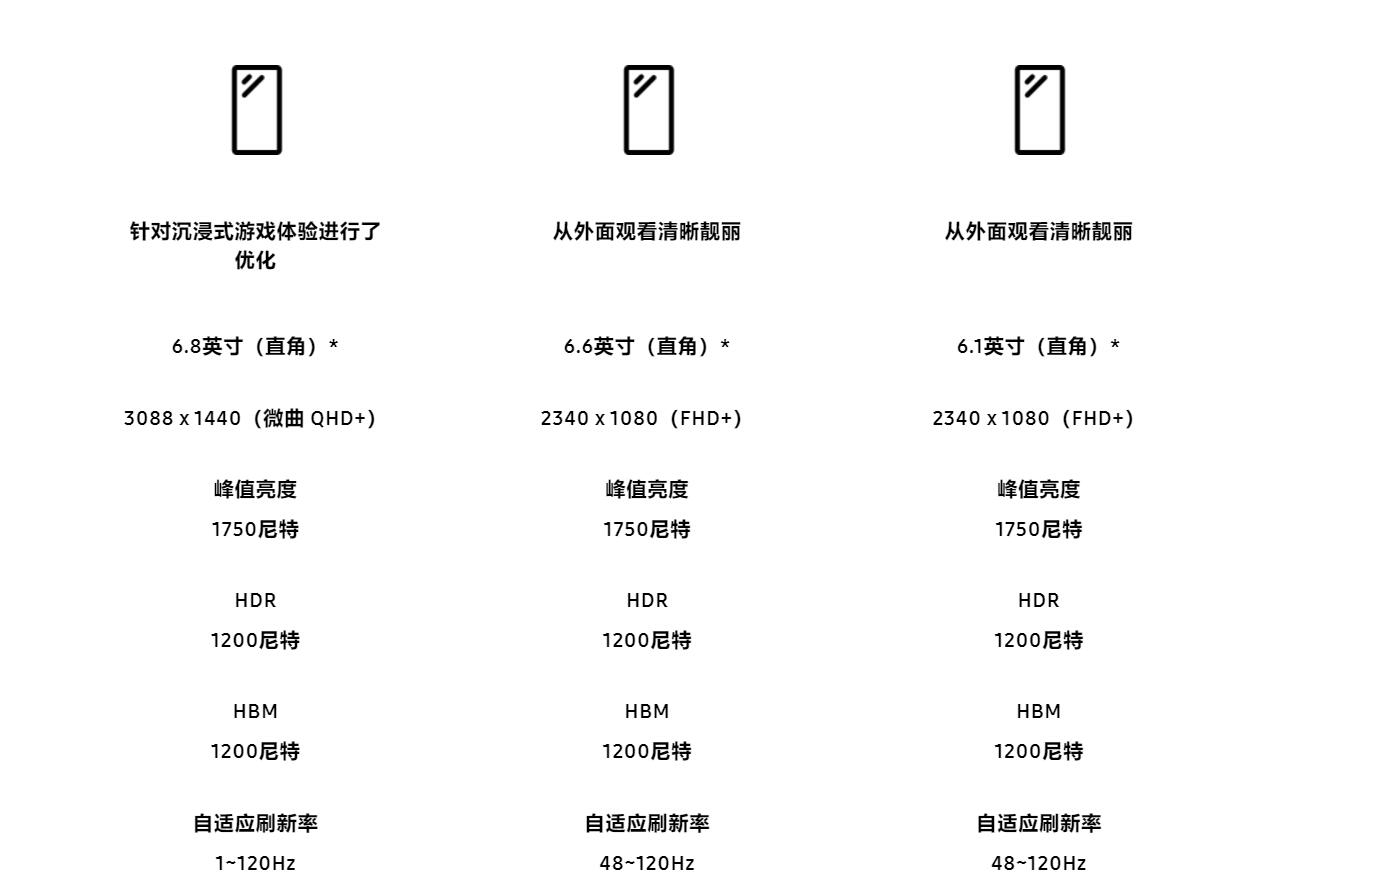 针对沉浸式游戏体验进行了
优化
从外面观看清晰靓丽
从外面观看清晰靓丽
6.8英寸（直角）*
6.6英寸（直角）*
6.1英寸（直角）*
3088 x 1440（微曲 QHD+）
2340 x 1080（FHD+）
2340 x 1080（FHD+）
峰值亮度
峰值亮度
峰值亮度
1750尼特
1750尼特
1750尼特
HDR
HDR
HDR
1200尼特
1200尼特
1200尼特
HBM
HBM
HBM
1200尼特
1200尼特
1200尼特
自适应刷新率
自适应刷新率
自适应刷新率
1~120Hz
48~120Hz
48~120Hz